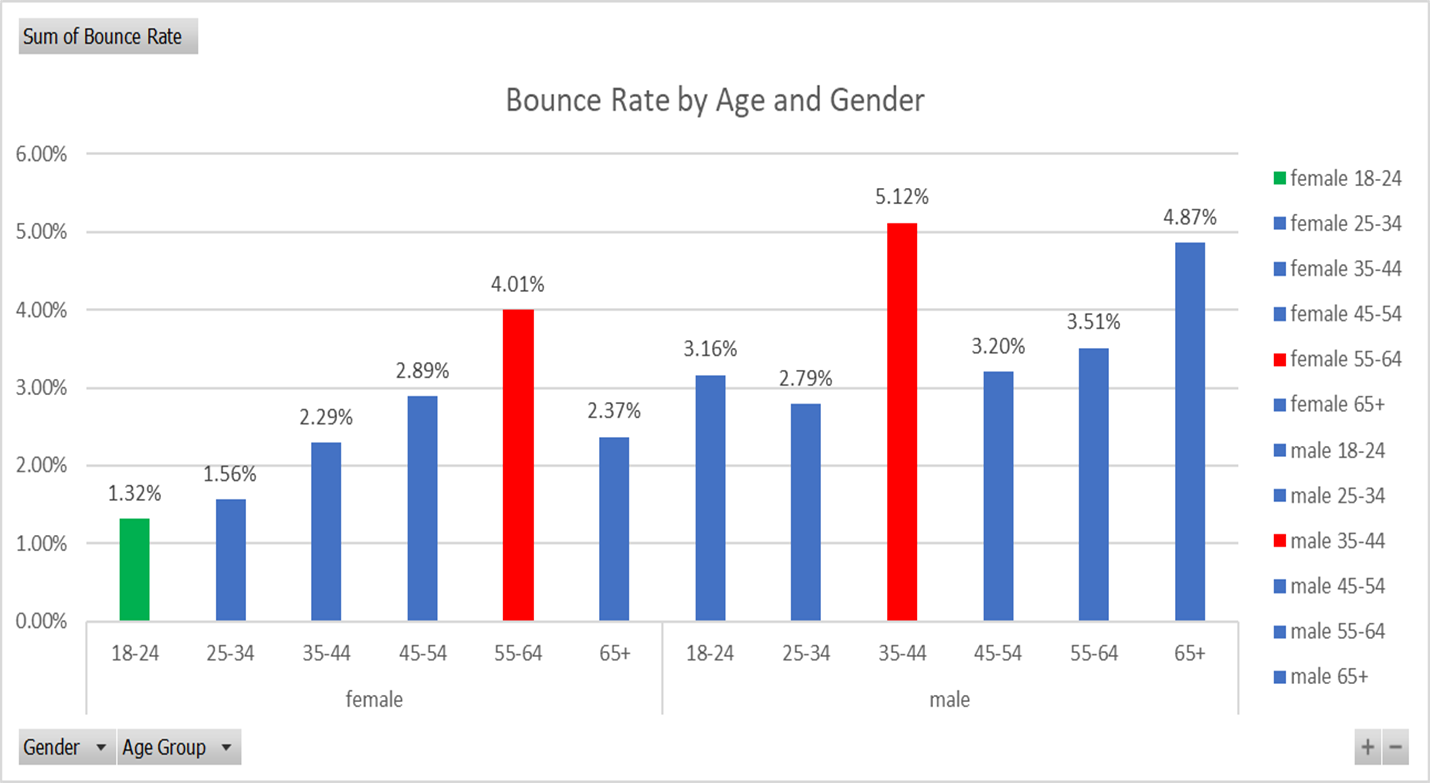 Sum of Bounce Rate
Bounce Rate by Age and Gender
6.00%
5.00%
4.00%
3.00%
2.00%
1.00%
0.00%
1.32%
1.56%
2.29%
2.89%
4.01%
2.37%
3.16%
2.79%
5.12%
3.20%
3.51%
4.87%
18-24 25-34 35-44 45-54 55-64 65+ 18-24 25-34 35-44 45-54 55-64 65+
female male
female 18-24
female 25-34
female 35-44
female 45-54
female 55-64
female 65+
male 18-24
male 25-34
male 35-44
male 45-54
male 55-64
male 65+
Gender Age Group
+ −